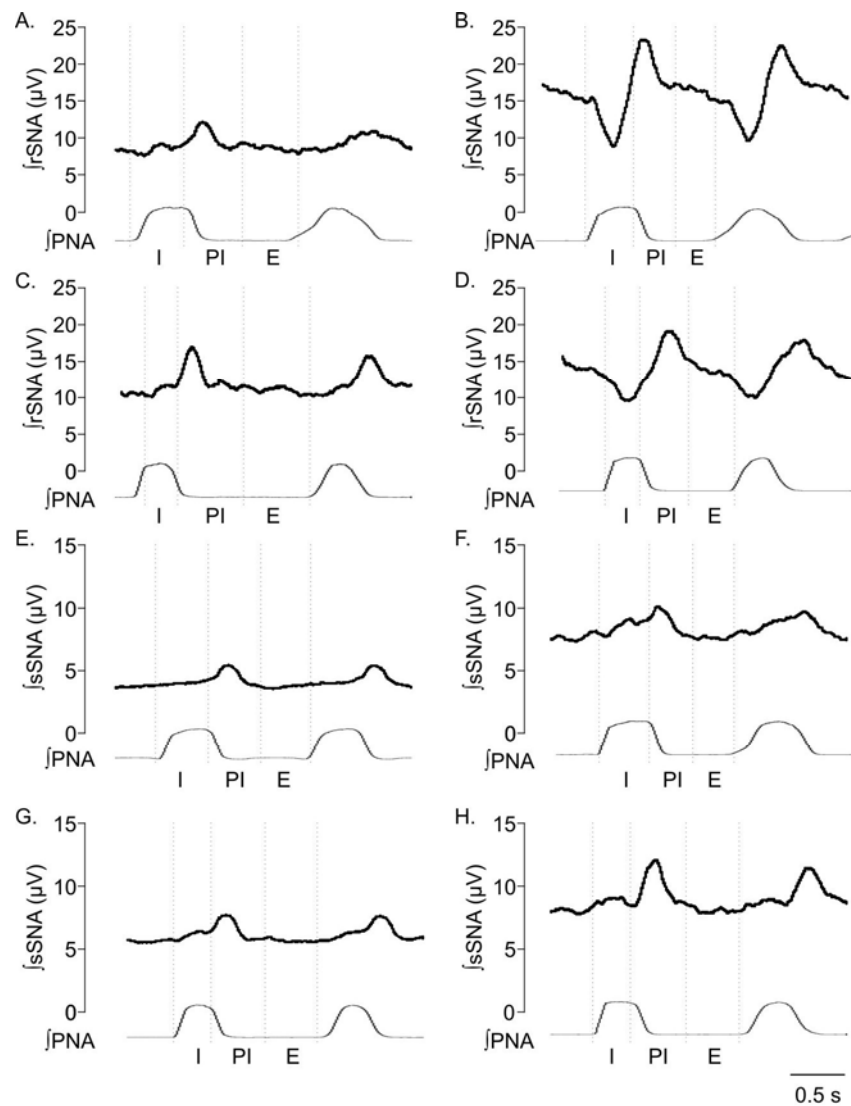 A.
25
20
15
10
5
0
∫rSNA (µV)
∫PNA
I PI E
B.
25
20
15
10
5
0
∫rSNA (µV)
∫PNA
I PI E
C.
25
20
15
10
5
0
∫rSNA (µV)
∫PNA
I PI E
D.
25
20
15
10
5
0
∫rSNA (µV)
∫PNA
I PI E
E.
15
10
5
0
∫sSNA (µV)
∫PNA
I PI E
F.
15
10
5
0
∫sSNA (µV)
∫PNA
I PI E
G.
15
10
5
0
∫sSNA (µV)
∫PNA
I PI E
H.
15
10
5
0
∫sSNA (µV)
∫PNA
I PI E
0.5 s